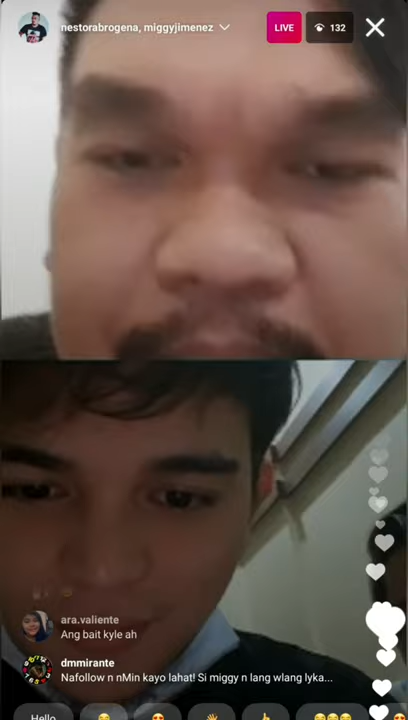 nestorabrogena, miggyjimenez
LIVE
132
ara.valiente
Ang bait kyle ah
dmmirante
Nafollow n nMin kayo lahat! Si miggy n lang wlang lyka...
Hello